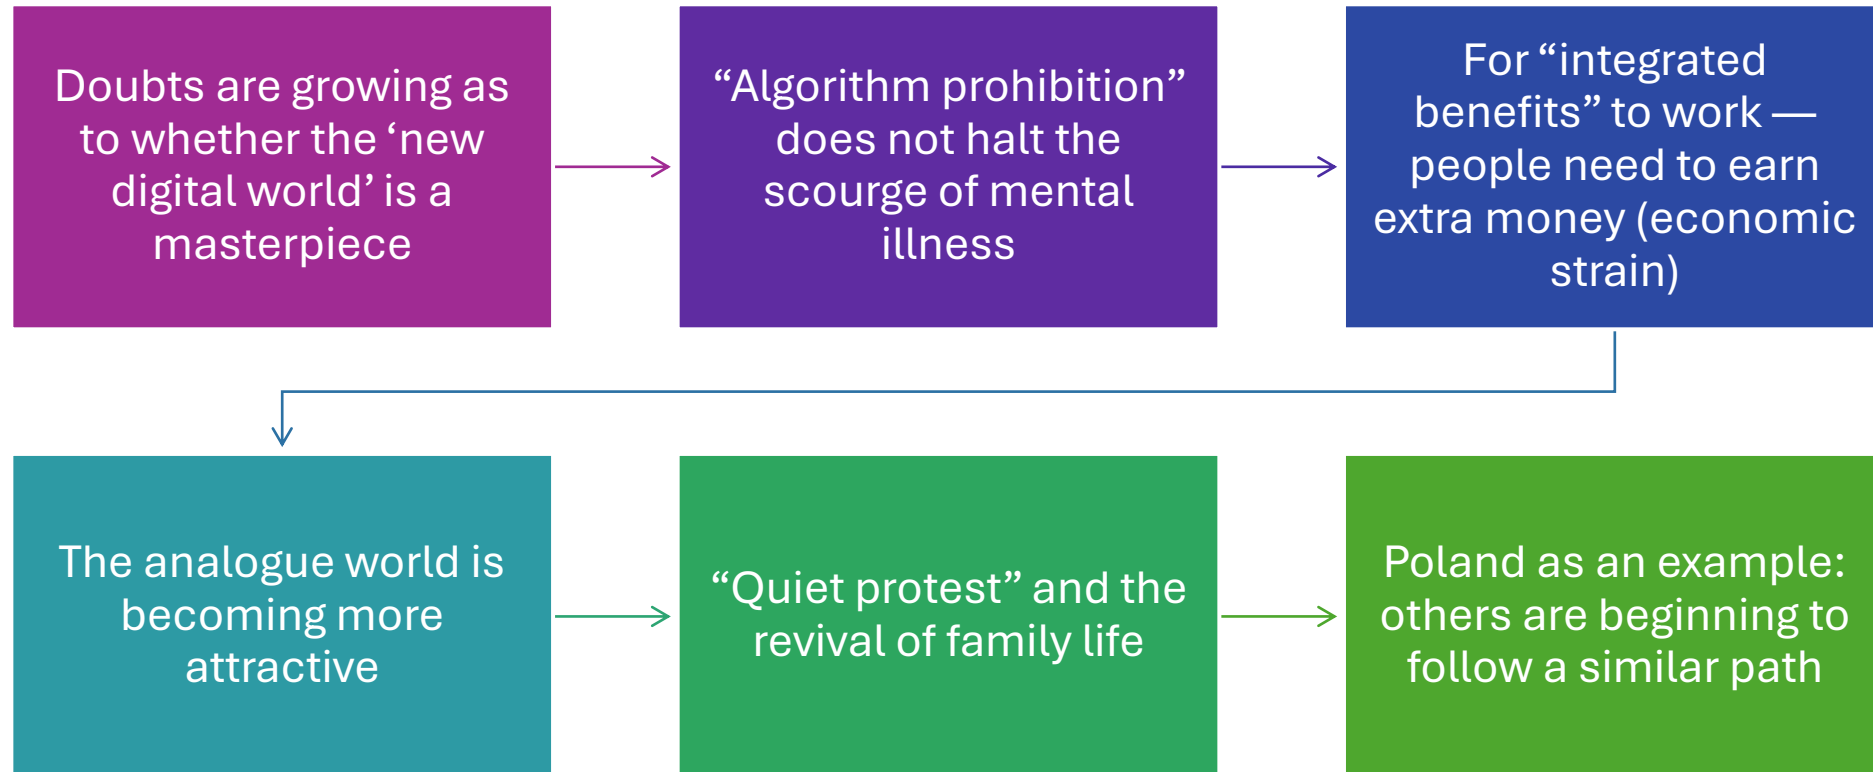 Doubts are growing as
to whether the ‘new
digital world’ is a
masterpiece
“Algorithm prohibition”
does not halt the
scourge of mental
illness
For “integrated
benefits” to work —
people need to earn
extra money (economic
strain)
The analogue world is
becoming more
attractive
“Quiet protest” and the
revival of family life
Poland as an example:
others are beginning to
follow a similar path